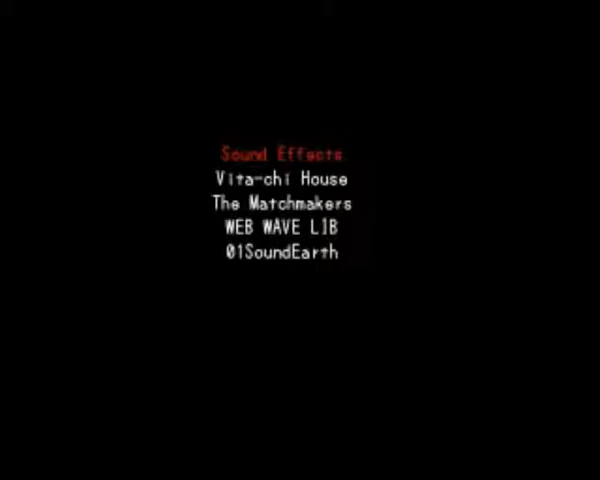 Sound Effects
Vita-chi House
The Matchmakers
WEB WAVE LIB
01SoundEarth